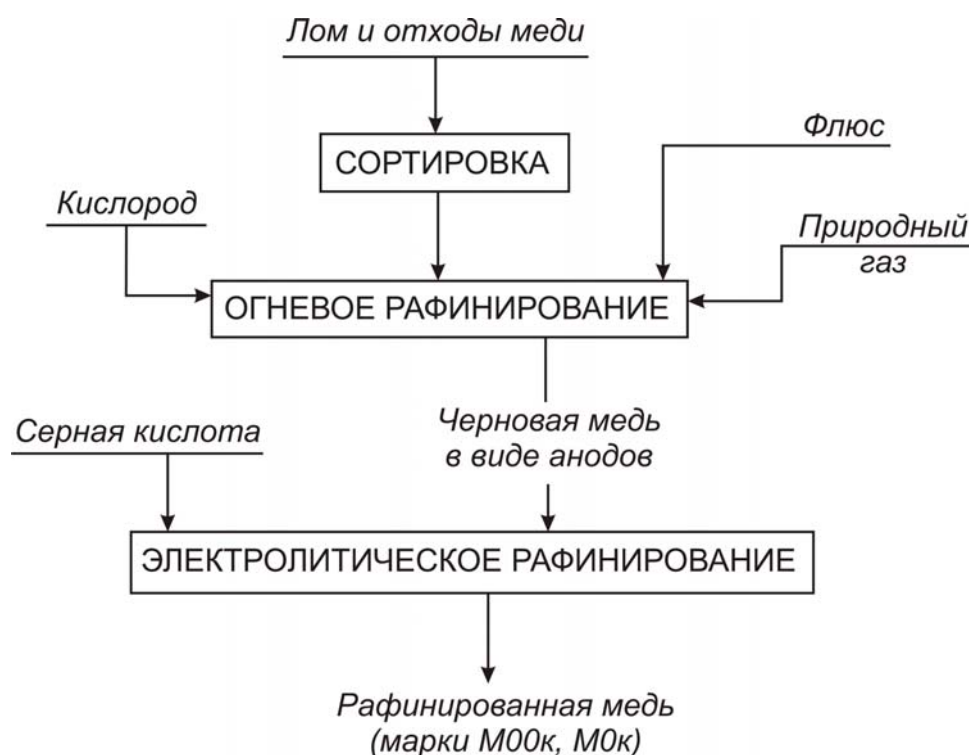 Лом и отходы меди
Флюс
СОРТИРОВКА
Кислород
Природный
газ
ОГНЕВОЕ РАФИНИРОВАНИЕ
Черновая медь
в виде анодов
Серная кислота
ЭЛЕКТРОЛИТИЧЕСКОЕ РАФИНИРОВАНИЕ
Рафинированная медь
(марки М00к, М0к)